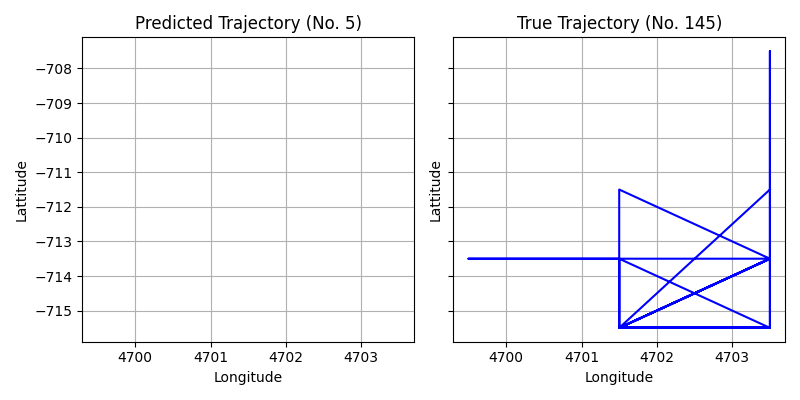 Predicted Trajectory (No. 5)
True Trajectory (No. 145)
−708
−709
−710
−711
−712
−713
−714
−715
Lattitude
Lattitude
4700 4701 4702 4703
4700 4701 4702 4703
Longitude
Longitude